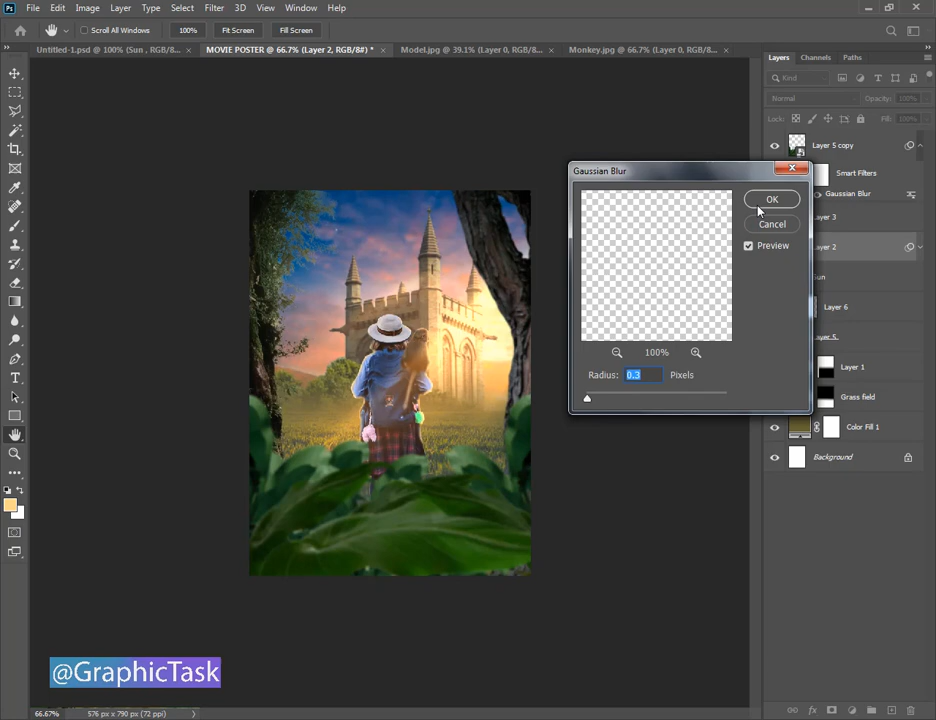 Ps File Edit Image Layer Type Select Filter 3D View Window Help
Scroll All Windows 100% Fit Screen Fill Screen
Untitled-1.psd @ 100% (Sun , RGB/8... × MOVIE POSTER @ 66.7% (Layer 2, RGB/8#) * × Model.jpg @ 39.1% (Layer 0, RGB/8... × Monkey.jpg @ 66.7% (Layer 0, RGB/8... ×
Layers Channels Paths
Kind
Normal Opacity: 100%
Lock: Fill: 100%
Layer 5 copy
Smart Filters
Gaussian Blur
Layer 3
Layer 2
Sun
Layer 6
Layer 5
Layer 1
Grass field
Color Fill 1
Background
Gaussian Blur
OK
Cancel
Preview
100%
Radius: 0.3 Pixels
@GraphicTask
66.67% 576 px x 790 px (72 ppi)